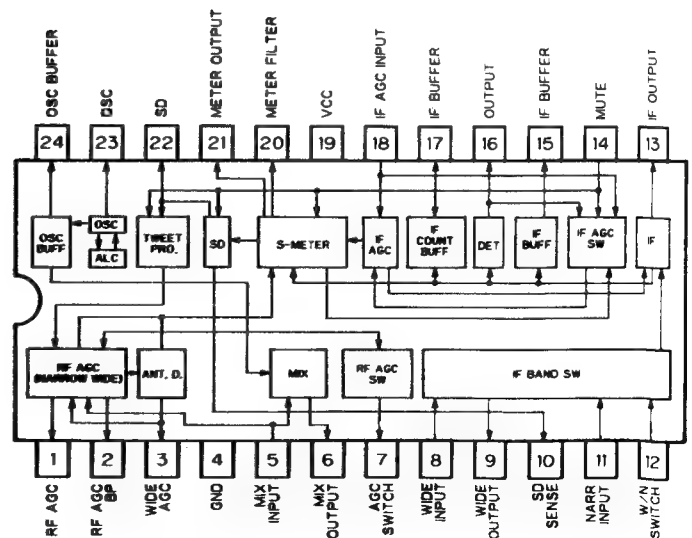 OSC BUFFER
OSC
SD
METER OUTPUT
METER FILTER
VCC
IF AGC INPUT
IF BUFFER
OUTPUT
IF BUFFER
MUTE
IF OUTPUT
24
23
22
21
20
19
18
17
16
15
14
13
OSC
BUFF
OSC
ALC
TWEET
PRO.
SD
S-METER
IF
AGC
IF
COUNT
BUFF
DET
IF
BUFF
IF AGC
SW
IF
RF AGC
(NARROW WIDE)
ANT. D.
MIX
RF AGC
SW
IF BAND SW
1
2
3
4
5
6
7
8
9
10
11
12
RF AGC
RF AGC
BP
WIDE
AGC
GND
MIX
INPUT
MIX
OUTPUT
AGC
SWITCH
WIDE
INPUT
WIDE
OUTPUT
SD
SENSE
NARR
INPUT
W/N
SWITCH